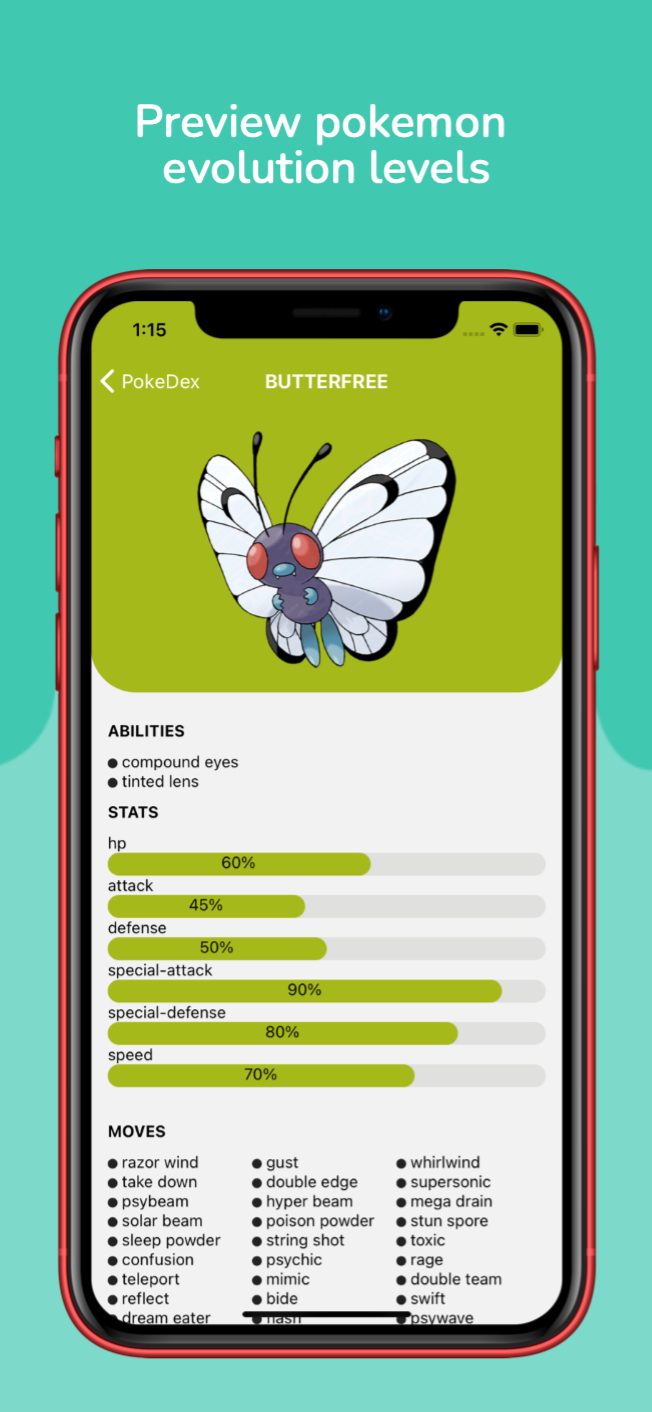 Preview pokemon
evolution levels
1:15
PokeDex BUTTERFREE
ABILITIES
● compound eyes
● tinted lens
STATS
hp
60%
attack
45%
defense
50%
special-attack
90%
special-defense
80%
speed
70%
MOVES
● razor wind ● gust ● whirlwind
● take down ● double edge ● supersonic
● psybeam ● hyper beam ● mega drain
● solar beam ● poison powder ● stun spore
● sleep powder ● string shot ● toxic
● confusion ● psychic ● rage
● teleport ● mimic ● double team
● reflect ● bide ● swift
● dream eater ● psywave